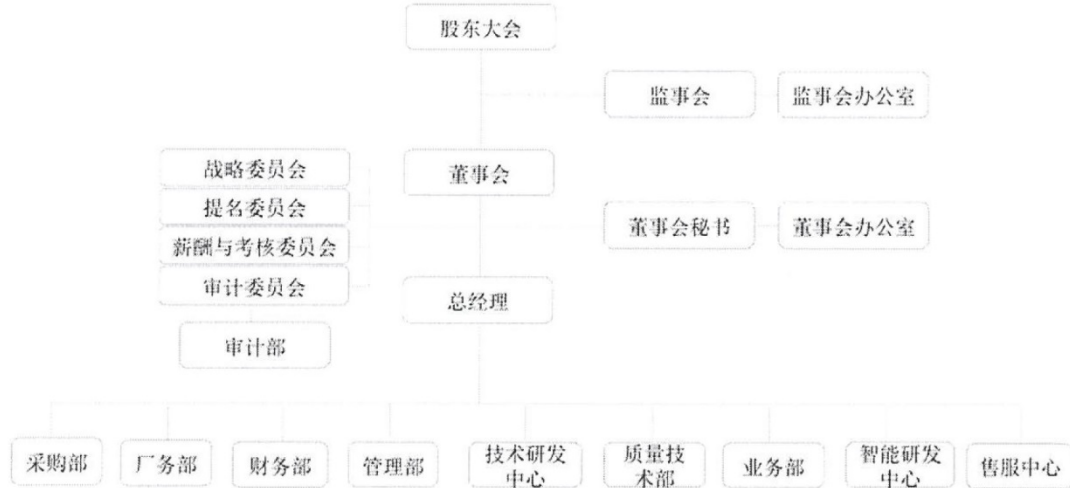 股东大会
监事会
监事会办公室
战略委员会
提名委员会
薪酬与考核委员会
审计委员会
审计部
董事会
董事会秘书
董事会办公室
总经理
采购部
厂务部
财务部
管理部
技术研发
中心
质量技
术部
业务部
智能研发
中心
售服中心